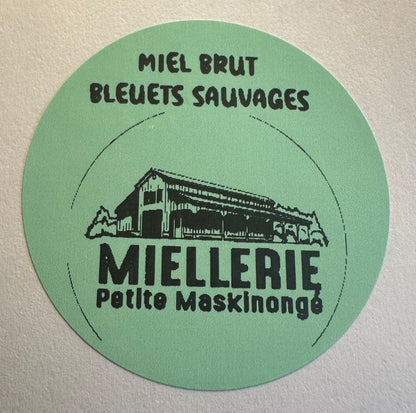 MIEL BRUT
BLEUETS SAUVAGES
MIELLERIE
Petite Maskinongé